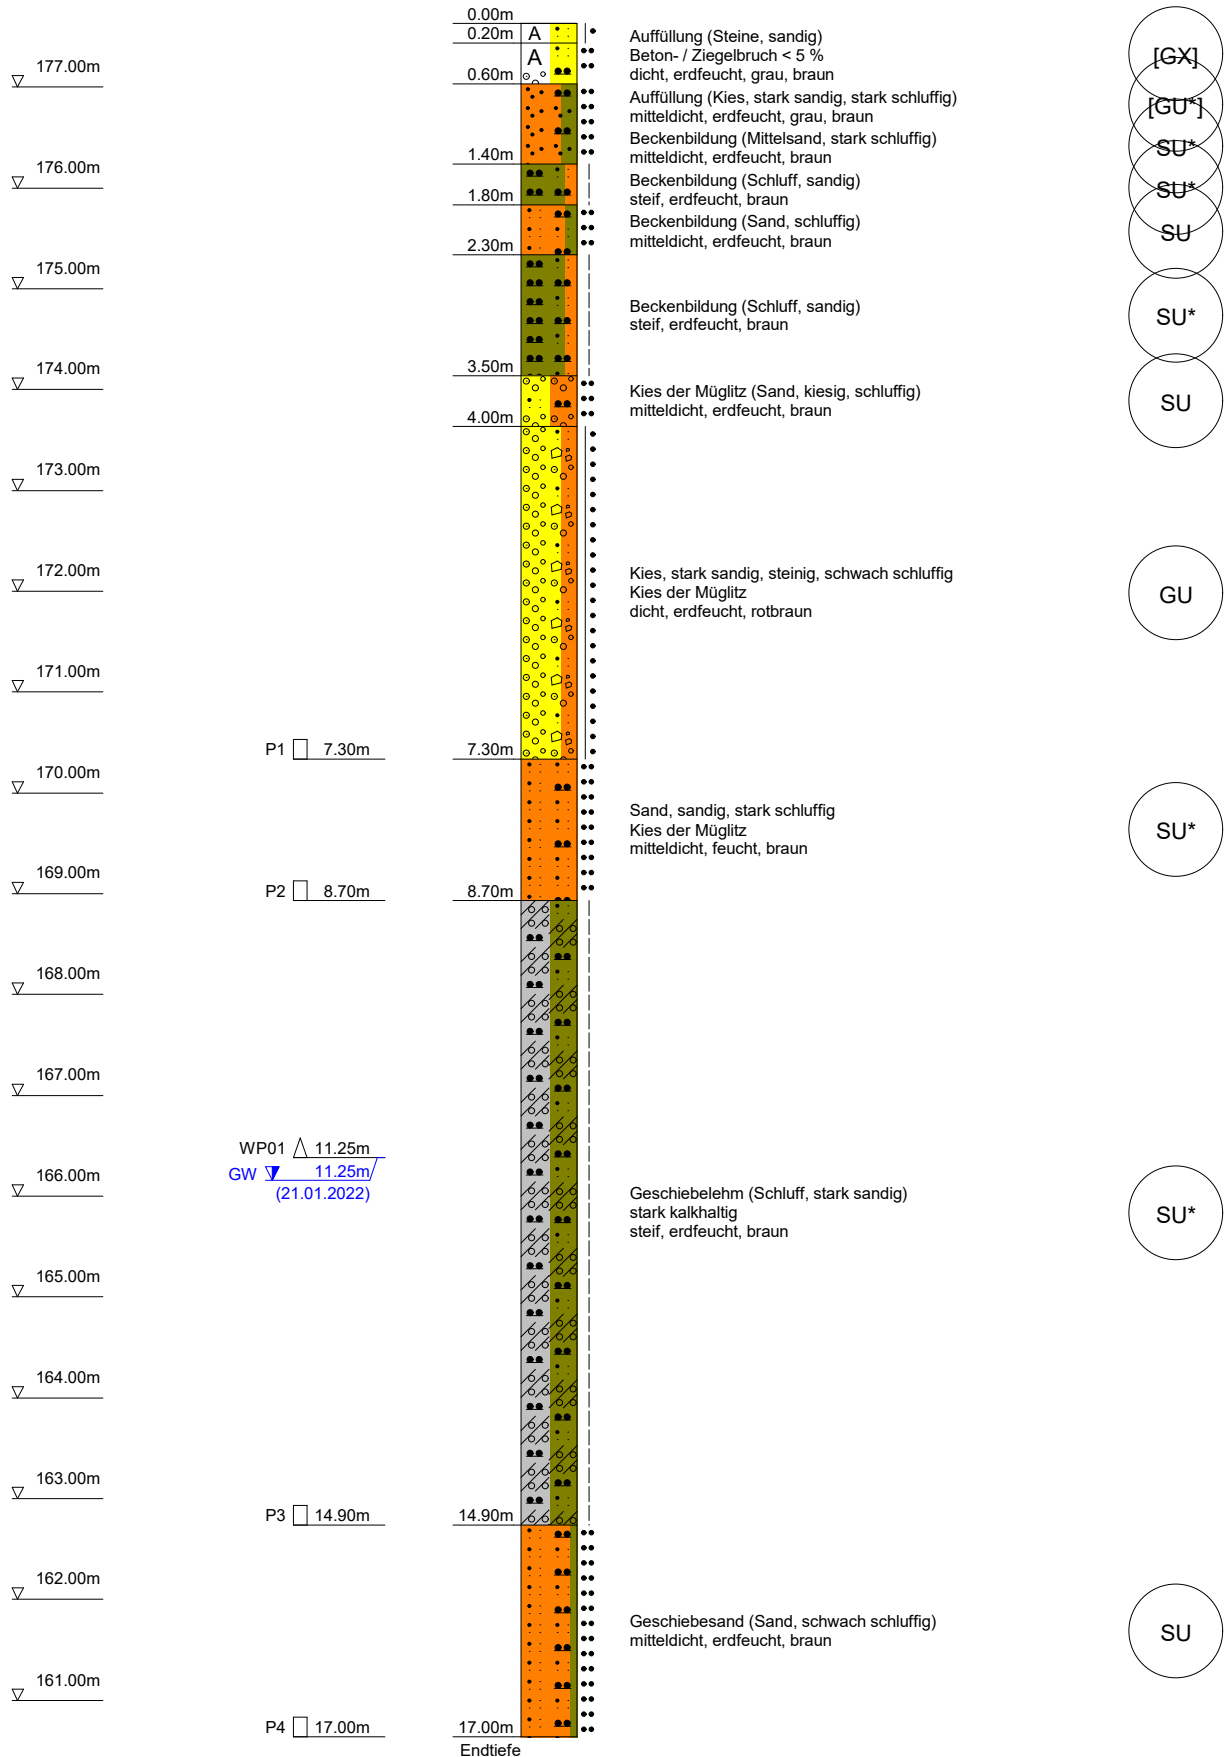 0.00m
0.20m
A
Auffüllung (Steine, sandig)
Beton- / Ziegelbruch < 5 %
dicht, erdfeucht, grau, braun
[GX]
177.00m
0.60m
A
Auffüllung (Kies, stark sandig, stark schluffig)
mitteldicht, erdfeucht, grau, braun
[GU*]
Beckenbildung (Mittelsand, stark schluffig)
mitteldicht, erdfeucht, braun
SU*
1.40m
176.00m
Beckenbildung (Schluff, sandig)
steif, erdfeucht, braun
SU*
1.80m
Beckenbildung (Sand, schluffig)
mitteldicht, erdfeucht, braun
SU
2.30m
175.00m
Beckenbildung (Schluff, sandig)
steif, erdfeucht, braun
SU*
3.50m
174.00m
Kies der Müglitz (Sand, kiesig, schluffig)
mitteldicht, erdfeucht, braun
SU
4.00m
173.00m
172.00m
Kies, stark sandig, steinig, schwach schluffig
Kies der Müglitz
dicht, erdfeucht, rotbraun
GU
171.00m
P1 7.30m
7.30m
170.00m
Sand, sandig, stark schluffig
Kies der Müglitz
mitteldicht, feucht, braun
SU*
169.00m
P2 8.70m
8.70m
168.00m
167.00m
WP01 11.25m
GW 11.25m
(21.01.2022)
166.00m
Geschiebelehm (Schluff, stark sandig)
stark kalkhaltig
steif, erdfeucht, braun
SU*
165.00m
164.00m
163.00m
P3 14.90m
14.90m
162.00m
Geschiebesand (Sand, schwach schluffig)
mitteldicht, erdfeucht, braun
SU
161.00m
P4 17.00m
17.00m
Endtiefe